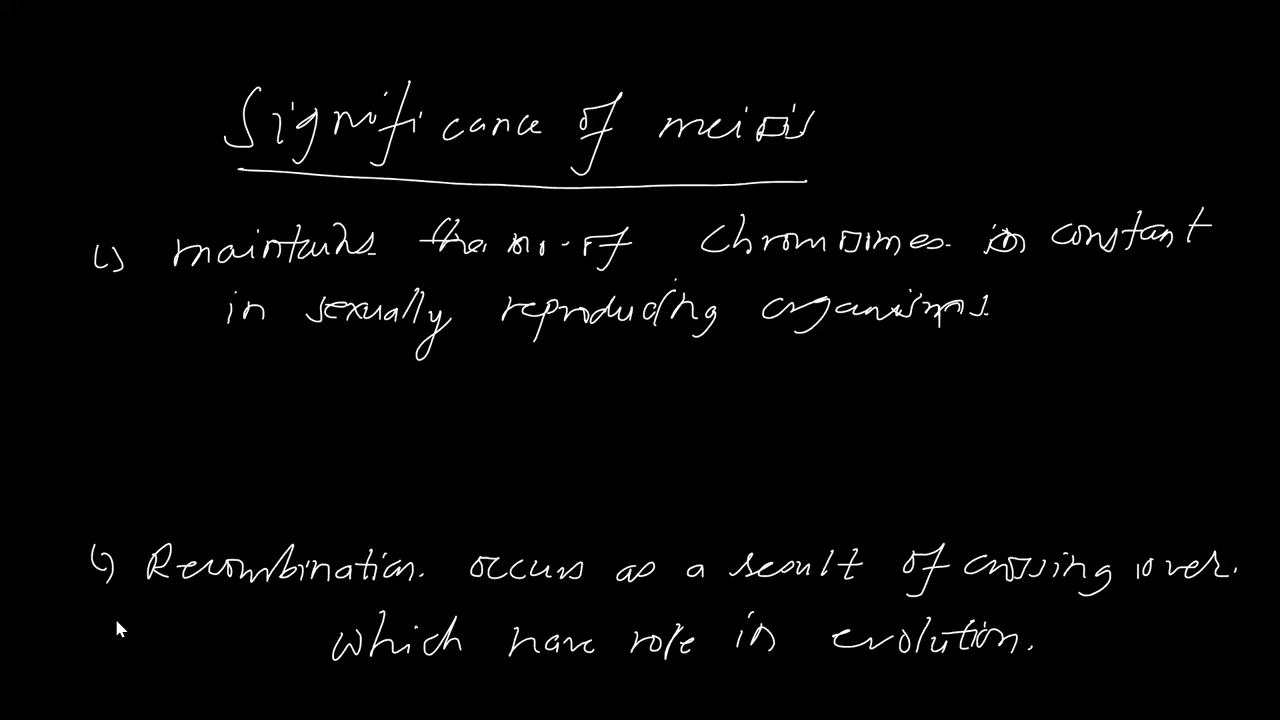 Significance of meiosis
maintains the no. of chromosomes is constant
in sexually reproducing organisms.
Recombination. occurs as a result of crossing over.
which have role in evolution.